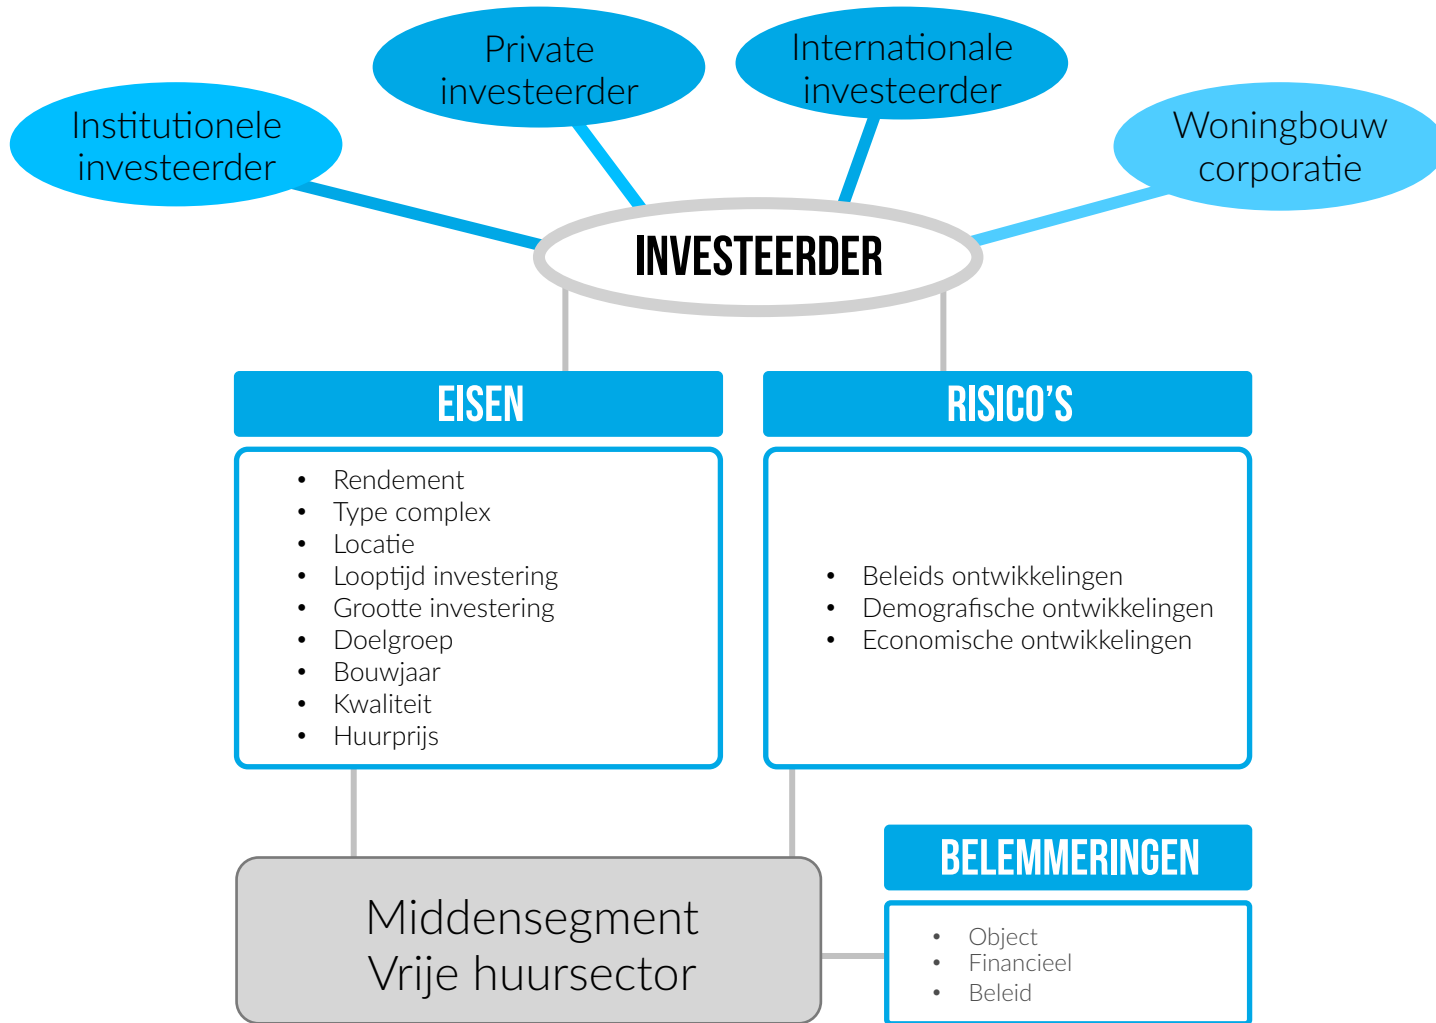 Private
investeerder
Internationale
investeerder
Institutionele
investeerder
Woningbouw
corporatie
INVESTEERDER
EISEN
• Rendement
• Type complex
• Locatie
• Looptijd investering
• Grootte investering
• Doelgroep
• Bouwjaar
• Kwaliteit
• Huurprijs
RISICO’S
• Beleids ontwikkelingen
• Demografische ontwikkelingen
• Economische ontwikkelingen
Middensegment
Vrije huursector
BELEMMERINGEN
• Object
• Financieel
• Beleid